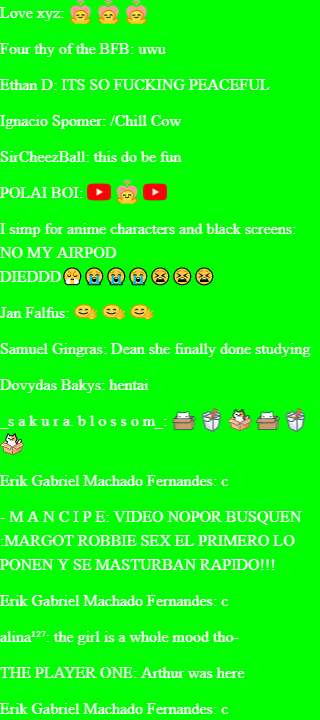 Love xyz:
Four thy of the BFB: uwu
Ethan D: ITS SO FUCKING PEACEFUL
Ignacio Spomer: /Chill Cow
SirCheezBall: this do be fun
POLAI BOI:
I simp for anime characters and black screens:
NO MY AIRPOD
DIEDDD😤😭😭😭😫😫😫
Jan Falfus:
Samuel Gingras: Dean she finally done studying
Dovydas Bakys: hentai
_s a k u r a. b l o s s o m_:
Erik Gabriel Machado Fernandes: c
- M A N C I P E: VIDEO NOPOR BUSQUEN
:MARGOT ROBBIE SEX EL PRIMERO LO
PONEN Y SE MASTURBAN RAPIDO!!!
Erik Gabriel Machado Fernandes: c
alina¹²⁷: the girl is a whole mood tho-
THE PLAYER ONE: Arthur was here
Erik Gabriel Machado Fernandes: c